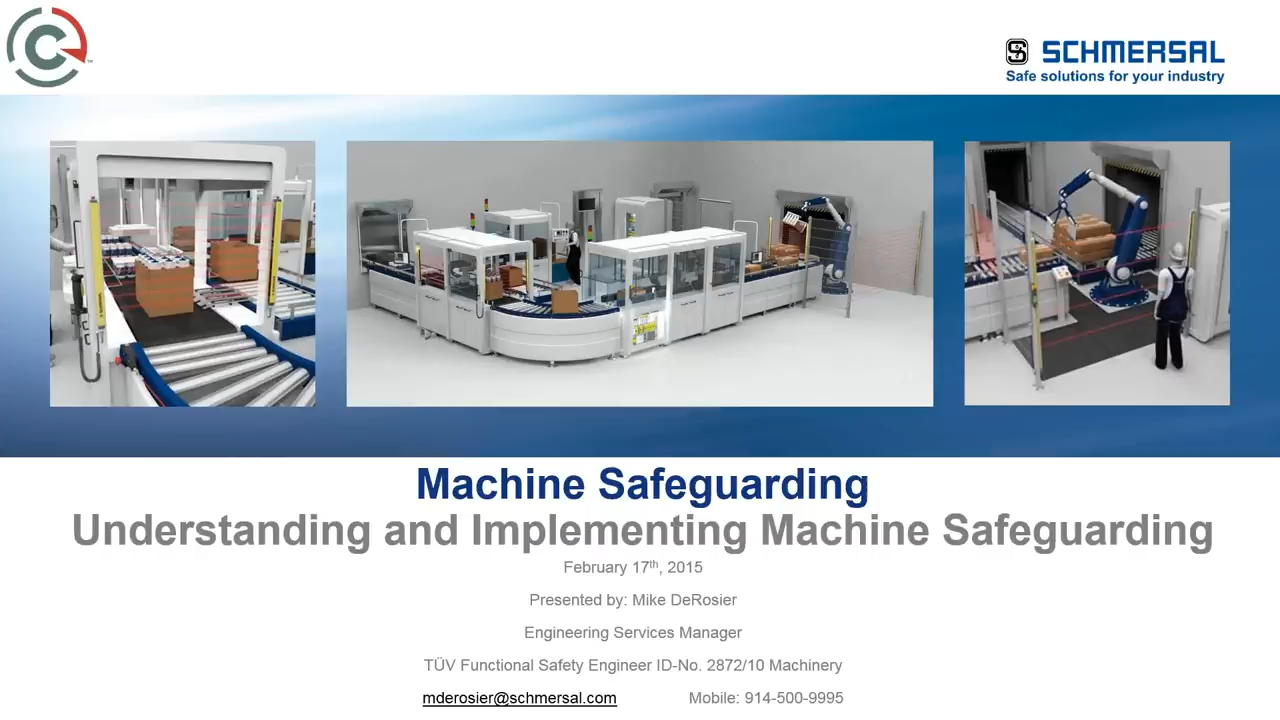 SCHMERSAL
Safe solutions for your industry
Machine Safeguarding
Understanding and Implementing Machine Safeguarding
February 17th, 2015
Presented by: Mike DeRosier
Engineering Services Manager
TÜV Functional Safety Engineer ID-No. 2872/10 Machinery
mderosier@schmersal.com Mobile: 914-500-9995